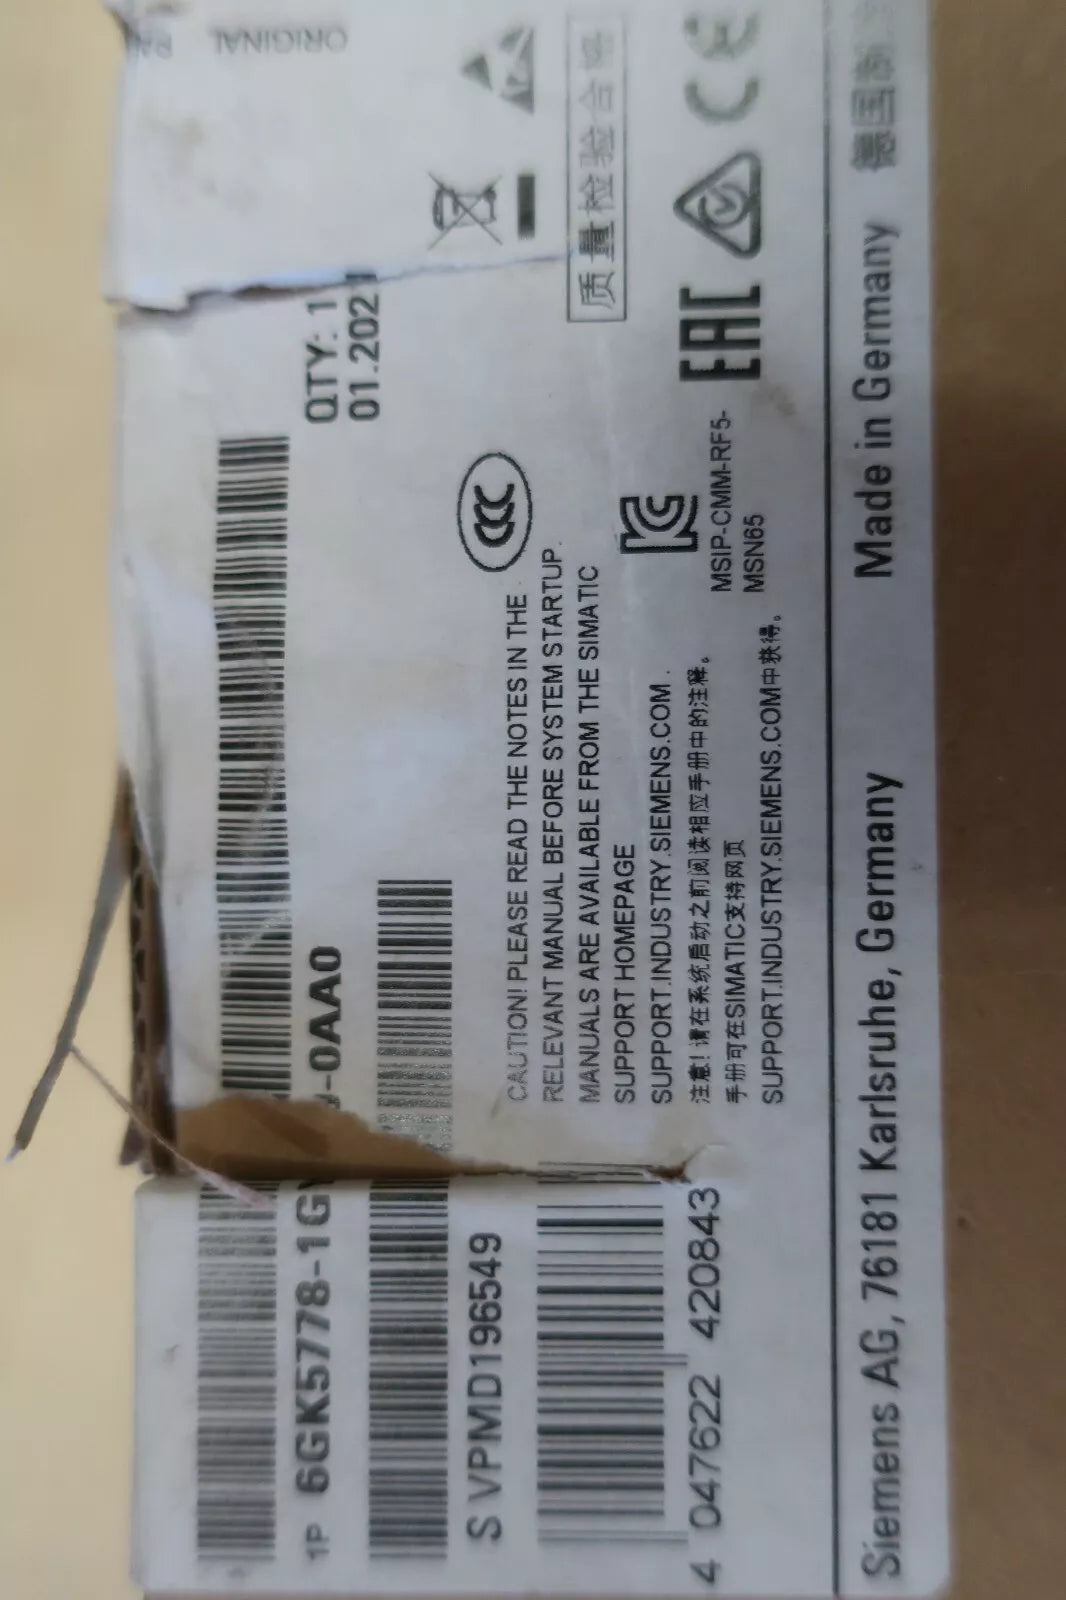 ORIGINAL
1P 6GK5778-1G -0AA0
QTY: 1
01.202
S VPMD196549
4 047622 420843
CAUTION! PLEASE READ THE NOTES IN THE
RELEVANT MANUAL BEFORE SYSTEM STARTUP.
MANUALS ARE AVAILABLE FROM THE SIMATIC
SUPPORT HOMEPAGE
SUPPORT.INDUSTRY.SIEMENS.COM .
注意! 请在系统启动之前阅读相应手册中的注释。
手册可在SIMATIC支持网页
SUPPORT.INDUSTRY.SIEMENS.COM中获得。
CCC
质量检验合格
MSIP-CMM-RF5-
MSN65
EAC
CE
Siemens AG, 76181 Karlsruhe, Germany
Made in Germany 德国制